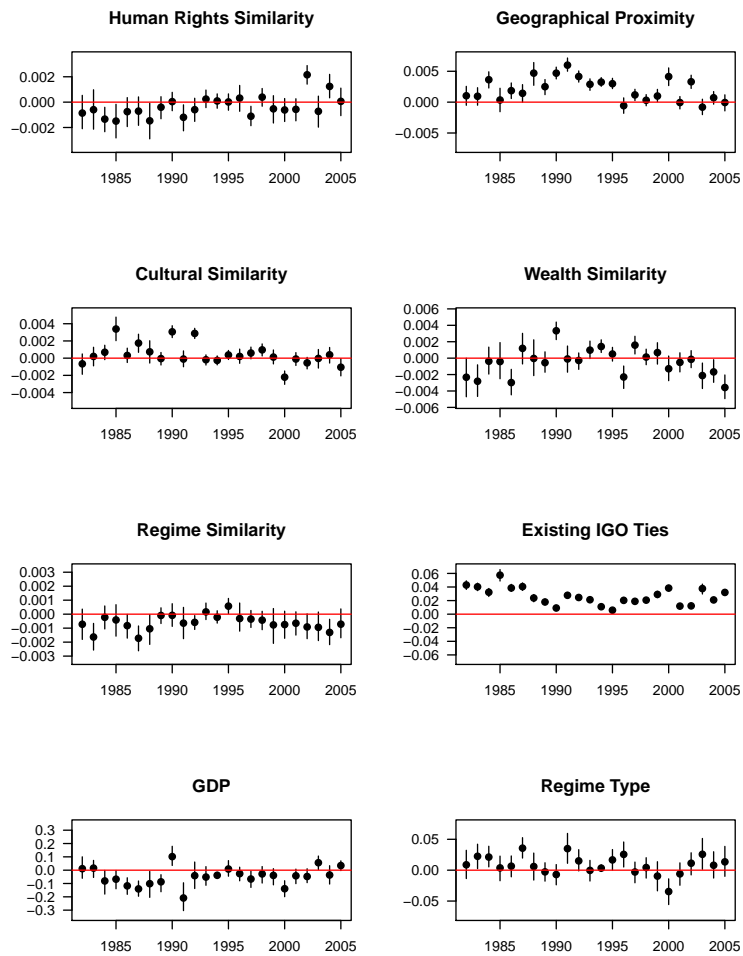 Human Rights Similarity
0.002
0.000
−0.002
1985 1990 1995 2000 2005
Geographical Proximity
0.005
0.000
−0.005
1985 1990 1995 2000 2005
Cultural Similarity
0.004
0.002
0.000
−0.002
−0.004
1985 1990 1995 2000 2005
Wealth Similarity
0.006
0.004
0.002
0.000
−0.002
−0.004
−0.006
1985 1990 1995 2000 2005
Regime Similarity
0.003
0.002
0.001
0.000
−0.001
−0.002
−0.003
1985 1990 1995 2000 2005
Existing IGO Ties
0.06
0.04
0.02
0.00
−0.02
−0.04
−0.06
1985 1990 1995 2000 2005
GDP
0.3
0.2
0.1
0.0
−0.1
−0.2
−0.3
1985 1990 1995 2000 2005
Regime Type
0.05
0.00
−0.05
1985 1990 1995 2000 2005